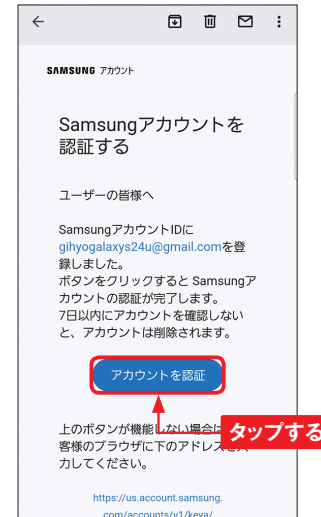 SAMSUNG アカウント
Samsungアカウントを
認証する
ユーザーの皆様へ
SamsungアカウントIDに
gihyogalaxys24u@gmail.comを登
録しました。
ボタンをクリックすると Samsungア
カウントの認証が完了します。
7日以内にアカウントを確認しない
と、アカウントは削除されます。
アカウントを認証
上のボタンが機能しない場合は
タップする
客様のブラウザに下のアドレスを
力してください。
https://us.account.samsung.
com/accounts/v1/keya/